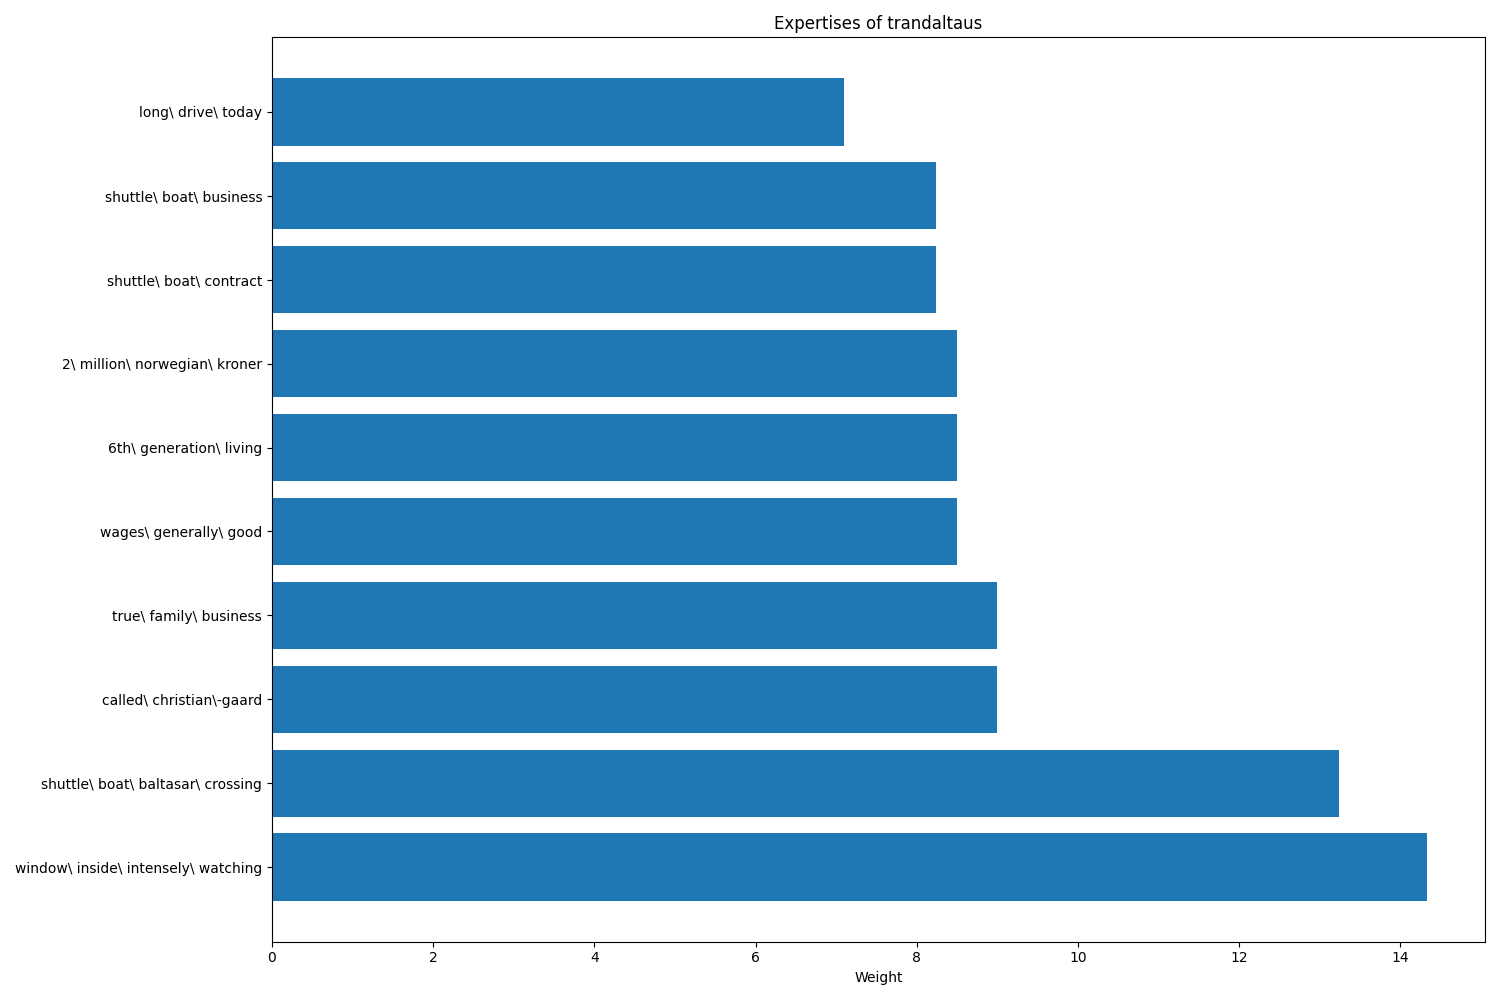 Expertises of trandaltaus
long\ drive\ today
shuttle\ boat\ business
shuttle\ boat\ contract
2\ million\ norwegian\ kroner
6th\ generation\ living
wages\ generally\ good
true\ family\ business
called\ christian\-gaard
shuttle\ boat\ baltasar\ crossing
window\ inside\ intensely\ watching
0 2 4 6 8 10 12 14
Weight